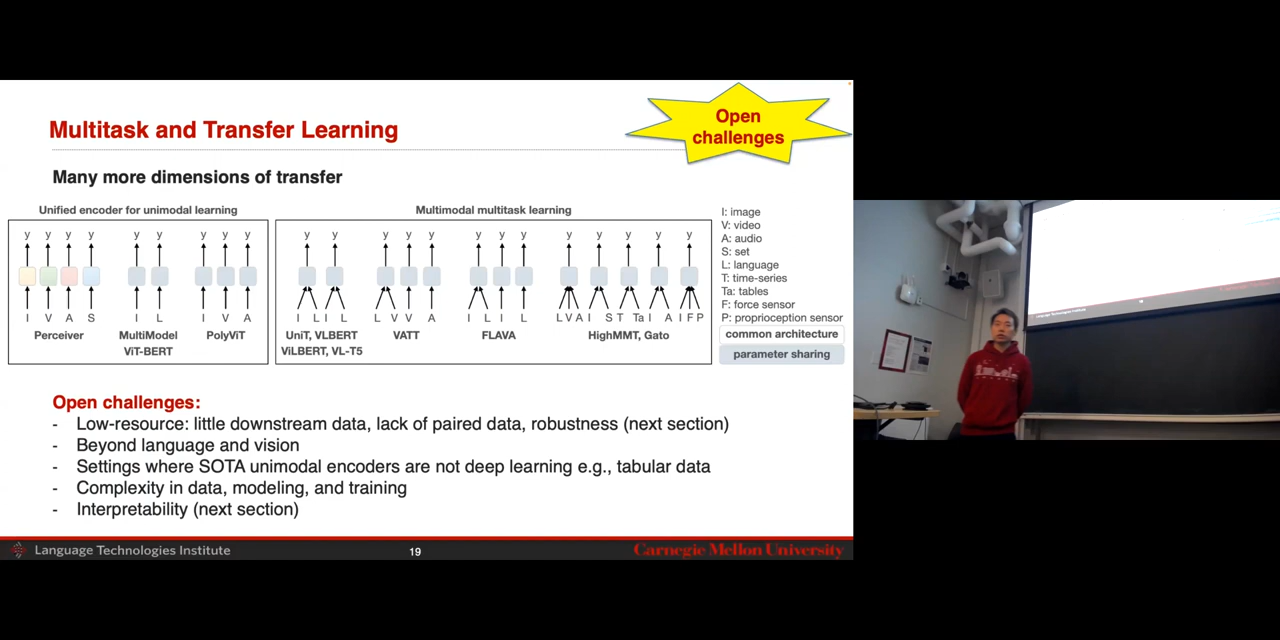 Multitask and Transfer Learning
Open
challenges
Many more dimensions of transfer
Unified encoder for unimodal learning
Multimodal multitask learning
y y y y y y y y y
y y y y y y y y y y y y y
I V A S I L I V A
I L I L L V V A I L I L L V A I S T Ta I A I F P
Perceiver
MultiModel
ViT-BERT
PolyViT
UniT, VLBERT
ViLBERT, VL-T5
VATT
FLAVA
HighMMT, Gato
I: image
V: video
A: audio
S: set
L: language
T: time-series
Ta: tables
F: force sensor
P: proprioception sensor
common architecture
parameter sharing
Open challenges:
- Low-resource: little downstream data, lack of paired data, robustness (next section)
- Beyond language and vision
- Settings where SOTA unimodal encoders are not deep learning e.g., tabular data
- Complexity in data, modeling, and training
- Interpretability (next section)
Language Technologies Institute
19
Carnegie Mellon University